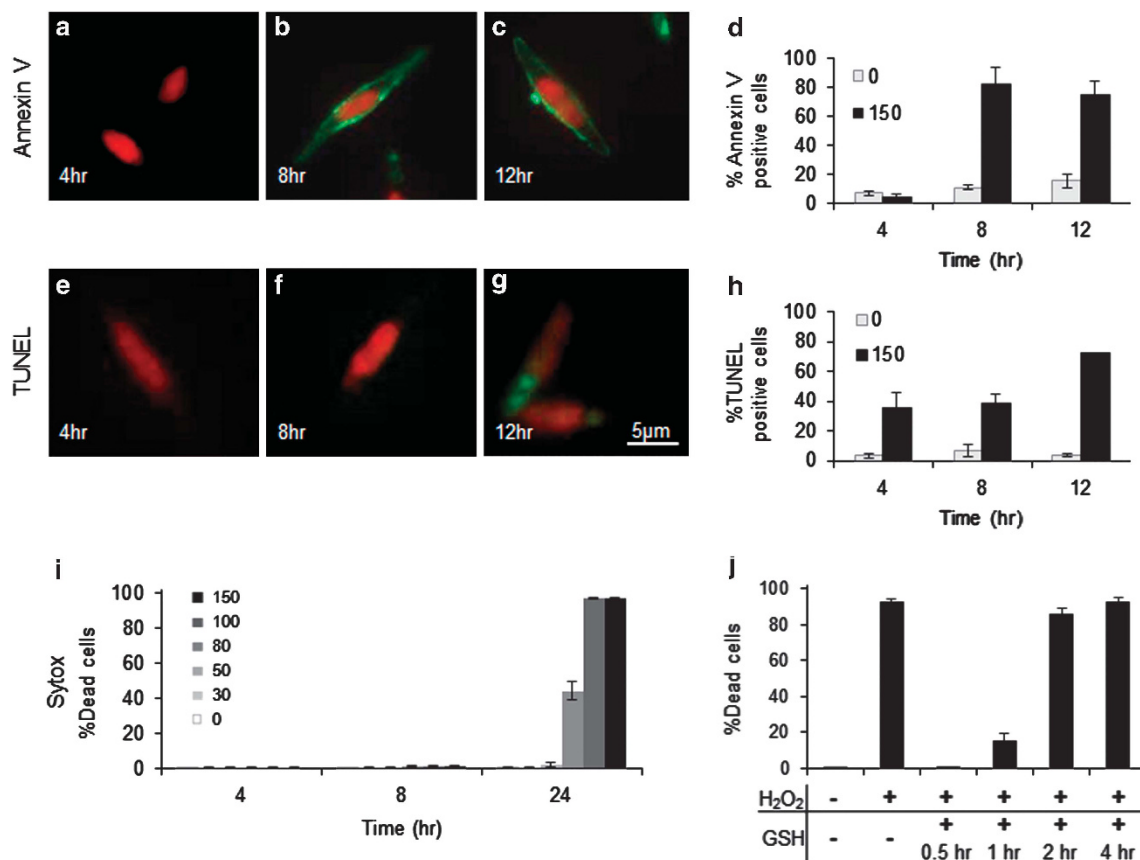 a
b
c
d
Annexin V
4hr
8hr
12hr
% Annexin V
positive cells
100
80
60
40
20
0
0
150
4
8
12
Time (hr)
e
f
g
h
TUNEL
4hr
8hr
12hr
5µm
%TUNEL
positive cells
100
80
60
40
20
0
0
150
4
8
12
Time (hr)
i
Sytox
%Dead cells
100
80
60
40
20
0
150
100
80
50
30
0
4
8
24
Time (hr)
j
%Dead cells
100
80
60
40
20
0
H₂O₂ - + + + + +
GSH - - + + + +
0.5 hr 1 hr 2 hr 4 hr